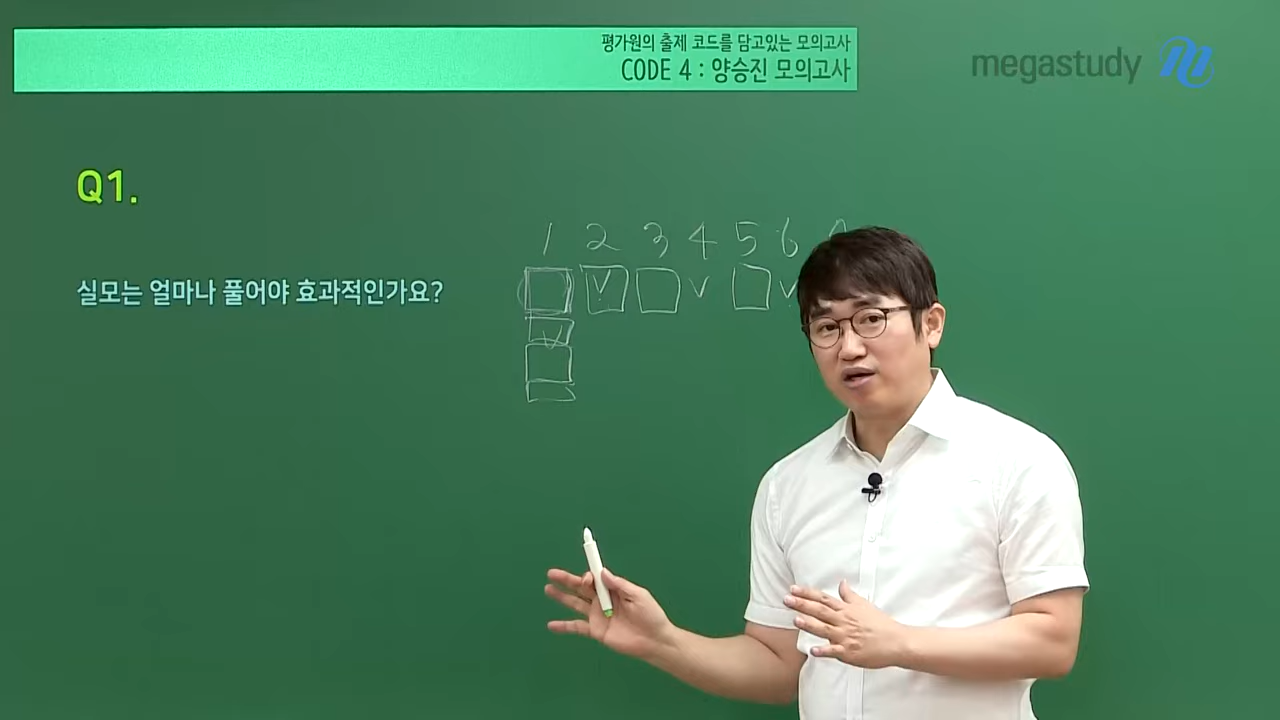 평가원의 출제 코드를 담고있는 모의고사
CODE 4 : 양승진 모의고사
megastudy
Q1.
실모는 얼마나 풀어야 효과적인가요?
1 2 3 4 5 6
V V V
V